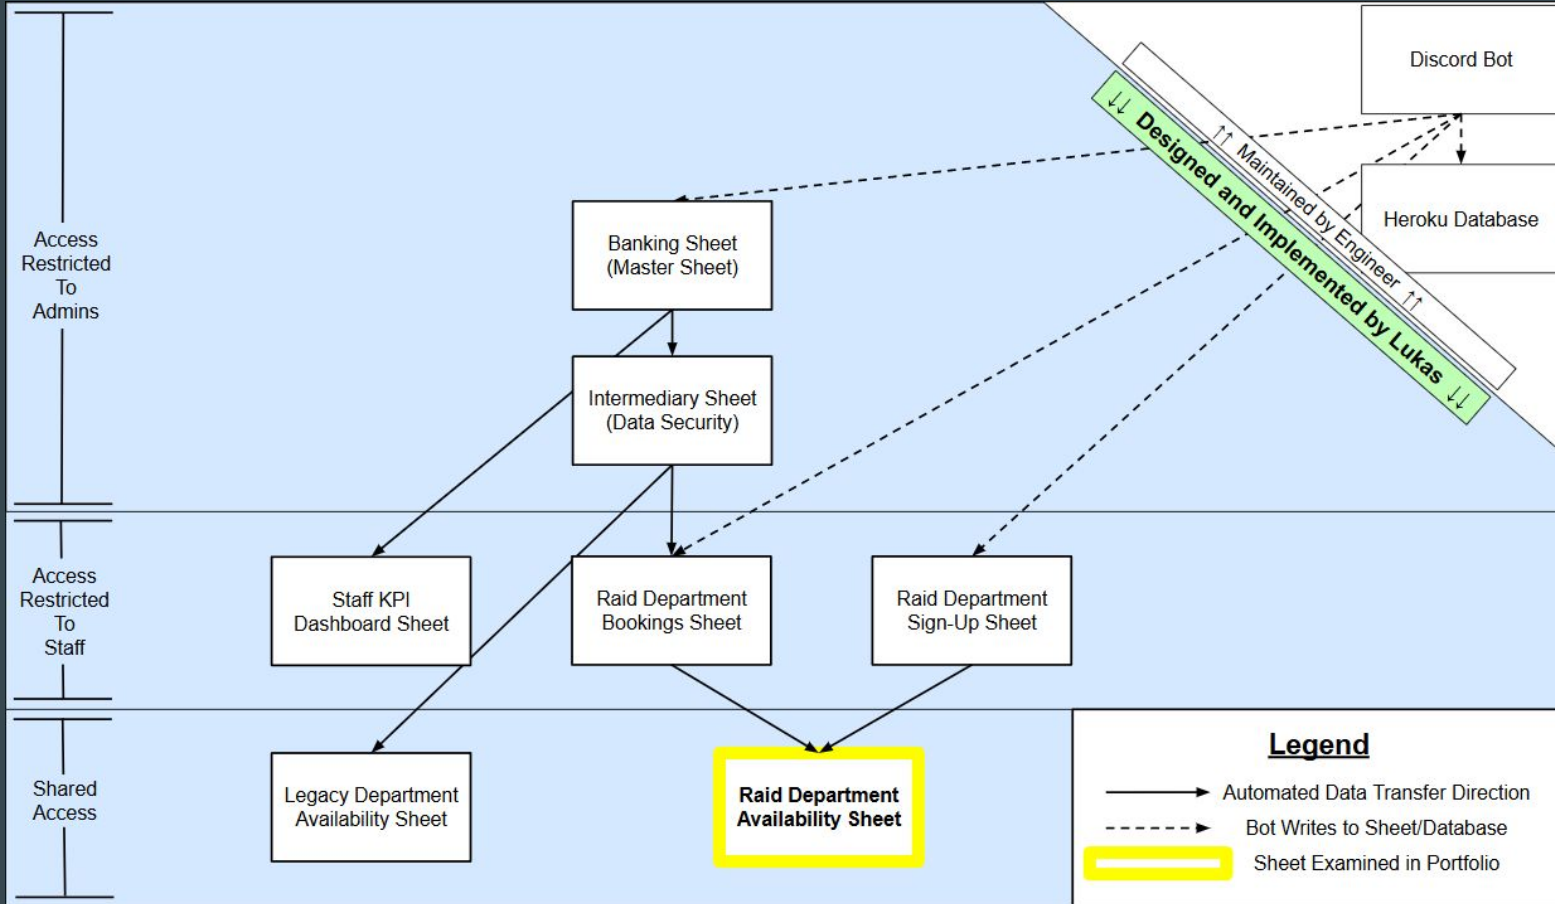 Discord Bot
↑↑ Maintained by Engineer ↑↑
↓↓ Designed and Implemented by Lukas ↓↓
Heroku Database
Access
Restricted
To
Admins
Banking Sheet
(Master Sheet)
Intermediary Sheet
(Data Security)
Access
Restricted
To
Staff
Staff KPI
Dashboard Sheet
Raid Department
Bookings Sheet
Raid Department
Sign-Up Sheet
Shared
Access
Legacy Department
Availability Sheet
Raid Department
Availability Sheet
Legend
Automated Data Transfer Direction
Bot Writes to Sheet/Database
Sheet Examined in Portfolio